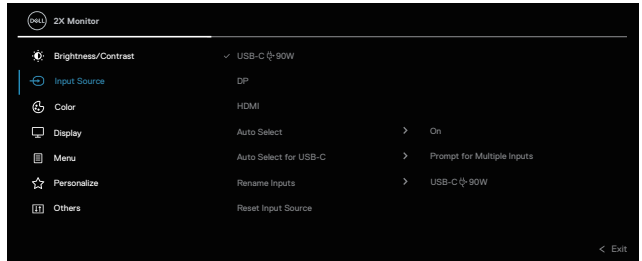 DELL 2X Monitor
Brightness/Contrast USB-C 90W
Input Source DP
Color HDMI
Display Auto Select On
Menu Auto Select for USB-C Prompt for Multiple Inputs
Personalize Rename Inputs USB-C 90W
Others Reset Input Source
Exit